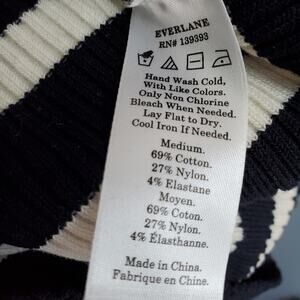 EVERLANE
RN# 139393
Hand Wash Cold,
With Like Colors.
Only Non Chlorine
Bleach When Needed.
Lay Flat to Dry.
Cool Iron If Needed.
Medium.
69% Cotton.
27% Nylon.
4% Elastane
Moyen.
69% Coton.
27% Nylon.
4% Élasthanne.
Made in China.
Fabrique en Chine.